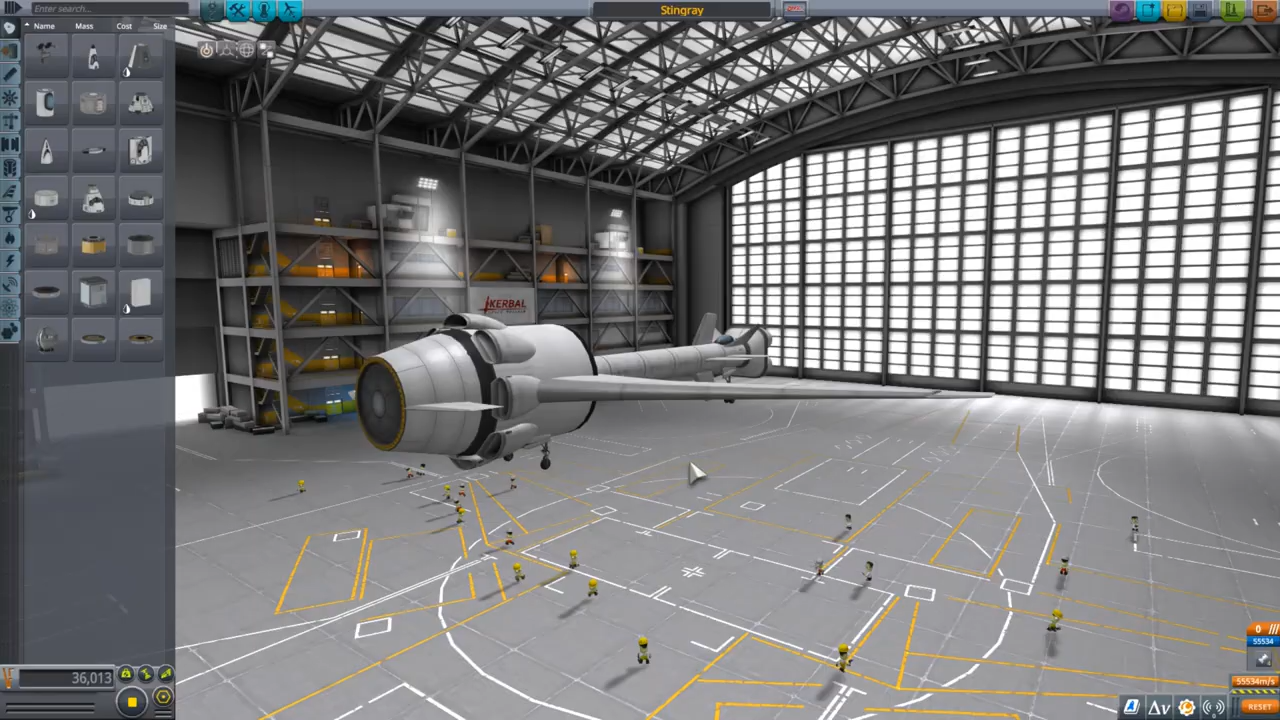 Enter search...
Stingray
Name Mass Cost Size
KERBAL
0
55534
55534m/s
36,013
Δv
RESET